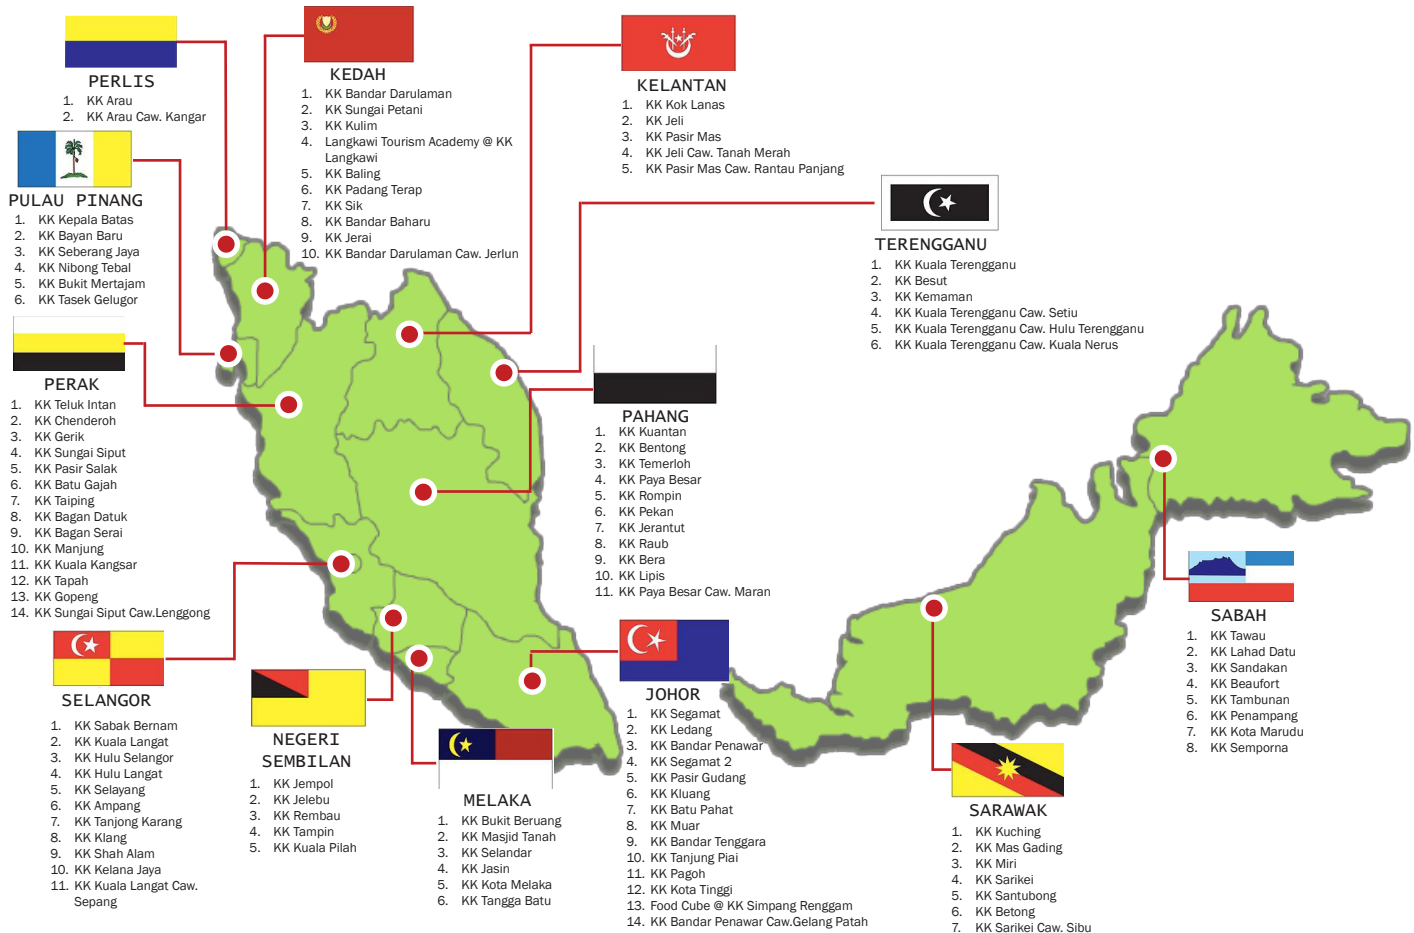 PERLIS
1. KK Arau
2. KK Arau Caw. Kangar
KEDAH
1. KK Bandar Darulaman
2. KK Sungai Petani
3. KK Kulim
4. Langkawi Tourism Academy @ KK
Langkawi
5. KK Baling
6. KK Padang Terap
7. KK Sik
8. KK Bandar Baharu
9. KK Jerai
10. KK Bandar Darulaman Caw. Jerlun
KELANTAN
1. KK Kok Lanas
2. KK Jeli
3. KK Pasir Mas
4. KK Jeli Caw. Tanah Merah
5. KK Pasir Mas Caw. Rantau Panjang
PULAU PINANG
1. KK Kepala Batas
2. KK Bayan Baru
3. KK Seberang Jaya
4. KK Nibong Tebal
5. KK Bukit Mertajam
6. KK Tasek Gelugor
TERENGGANU
1. KK Kuala Terengganu
2. KK Besut
3. KK Kemaman
4. KK Kuala Terengganu Caw. Setiu
5. KK Kuala Terengganu Caw. Hulu Terengganu
6. KK Kuala Terengganu Caw. Kuala Nerus
PERAK
1. KK Teluk Intan
2. KK Chenderoh
3. KK Gerik
4. KK Sungai Siput
5. KK Pasir Salak
6. KK Batu Gajah
7. KK Taiping
8. KK Bagan Datuk
9. KK Bagan Serai
10. KK Manjung
11. KK Kuala Kangsar
12. KK Tapah
13. KK Gopeng
14. KK Sungai Siput Caw.Lenggong
PAHANG
1. KK Kuantan
2. KK Bentong
3. KK Temerloh
4. KK Paya Besar
5. KK Rompin
6. KK Pekan
7. KK Jerantut
8. KK Raub
9. KK Bera
10. KK Lipis
11. KK Paya Besar Caw. Maran
SELANGOR
1. KK Sabak Bernam
2. KK Kuala Langat
3. KK Hulu Selangor
4. KK Hulu Langat
5. KK Selayang
6. KK Ampang
7. KK Tanjong Karang
8. KK Klang
9. KK Shah Alam
10. KK Kelana Jaya
11. KK Kuala Langat Caw.
Sepang
NEGERI
SEMBILAN
1. KK Jempol
2. KK Jelebu
3. KK Rembau
4. KK Tampin
5. KK Kuala Pilah
MELAKA
1. KK Bukit Beruang
2. KK Masjid Tanah
3. KK Selandar
4. KK Jasin
5. KK Kota Melaka
6. KK Tangga Batu
JOHOR
1. KK Segamat
2. KK Ledang
3. KK Bandar Penawar
4. KK Segamat 2
5. KK Pasir Gudang
6. KK Kluang
7. KK Batu Pahat
8. KK Muar
9. KK Bandar Tenggara
10. KK Tanjung Piai
11. KK Pagoh
12. KK Kota Tinggi
13. Food Cube @ KK Simpang Renggam
14. KK Bandar Penawar Caw.Gelang Patah
SARAWAK
1. KK Kuching
2. KK Mas Gading
3. KK Miri
4. KK Sarikei
5. KK Santubong
6. KK Betong
7. KK Sarikei Caw. Sibu
SABAH
1. KK Tawau
2. KK Lahad Datu
3. KK Sandakan
4. KK Beaufort
5. KK Tambunan
6. KK Penampang
7. KK Kota Marudu
8. KK Semporna